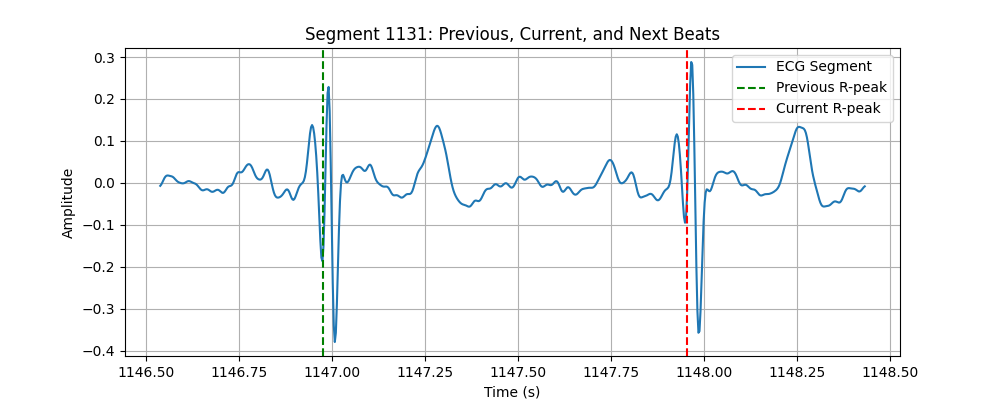 Segment 1131: Previous, Current, and Next Beats
ECG Segment
Previous R-peak
Current R-peak
Amplitude
0.3
0.2
0.1
0.0
−0.1
−0.2
−0.3
−0.4
1146.50 1146.75 1147.00 1147.25 1147.50 1147.75 1148.00 1148.25 1148.50
Time (s)